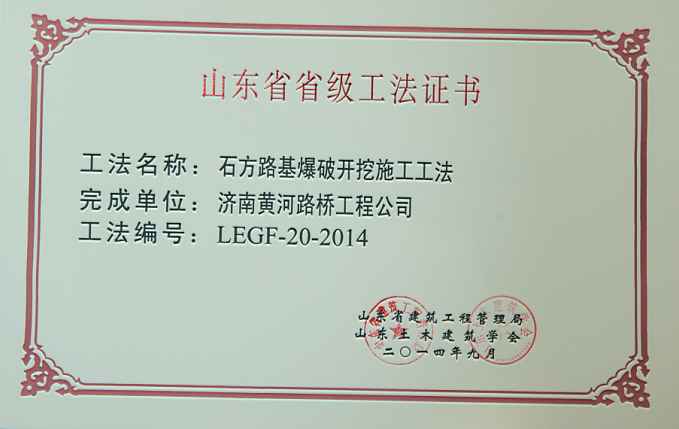 山东省省级工法证书
工法名称：石方路基爆破开挖施工工法
完成单位：济南黄河路桥工程公司
工法编号：LEGF-20-2014
山东省建筑工程管理局
山东土木建筑学会
二〇一四年九月